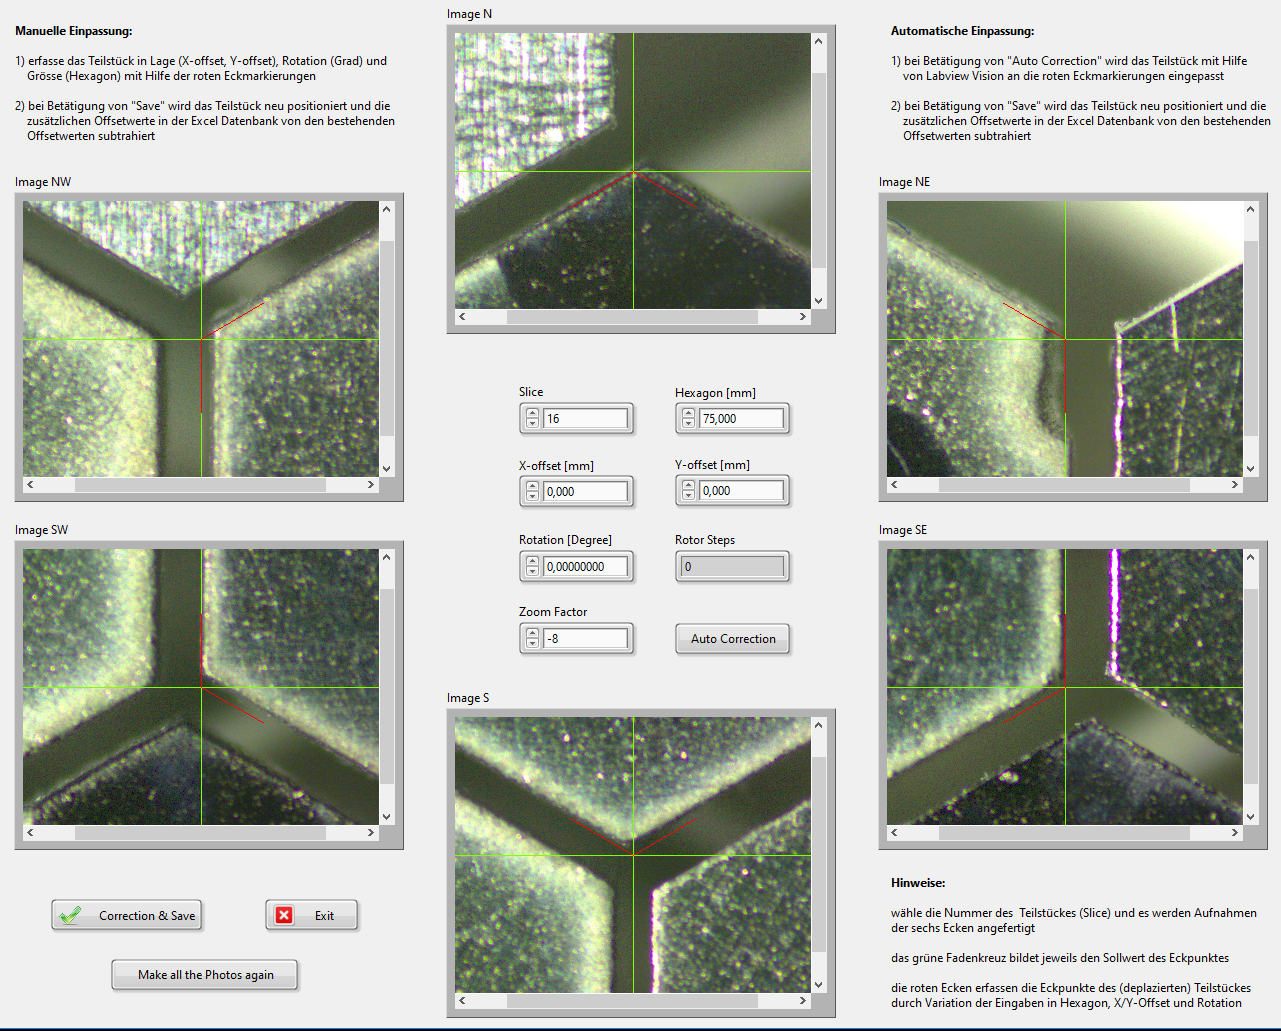 Image N
Manuelle Einpassung:
1) erfasse das Teilstück in Lage (X-offset, Y-offset), Rotation (Grad) und
Grösse (Hexagon) mit Hilfe der roten Eckmarkierungen
2) bei Betätigung von "Save" wird das Teilstück neu positioniert und die
zusätzlichen Offsetwerte in der Excel Datenbank von den bestehenden
Offsetwerten subtrahiert
Automatische Einpassung:
1) bei Betätigung von "Auto Correction" wird das Teilstück mit Hilfe
von Labview Vision an die roten Eckmarkierungen eingepasst
2) bei Betätigung von "Save" wird das Teilstück neu positioniert und die
zusätzlichen Offsetwerte in der Excel Datenbank von den bestehenden
Offsetwerten subtrahiert
Image NW
Image NE
Slice
16
Hexagon [mm]
75,000
X-offset [mm]
0,000
Y-offset [mm]
0,000
Rotation [Degree]
0,00000000
Rotor Steps
0
Zoom Factor
-8
Auto Correction
Image SW
Image SE
Image S
Correction & Save
Exit
Make all the Photos again
Hinweise:
wähle die Nummer des Teilstückes (Slice) und es werden Aufnahmen
der sechs Ecken angefertigt
das grüne Fadenkreuz bildet jeweils den Sollwert des Eckpunktes
die roten Ecken erfassen die Eckpunkte des (deplazierten) Teilstückes
durch Variation der Eingaben in Hexagon, X/Y-Offset und Rotation